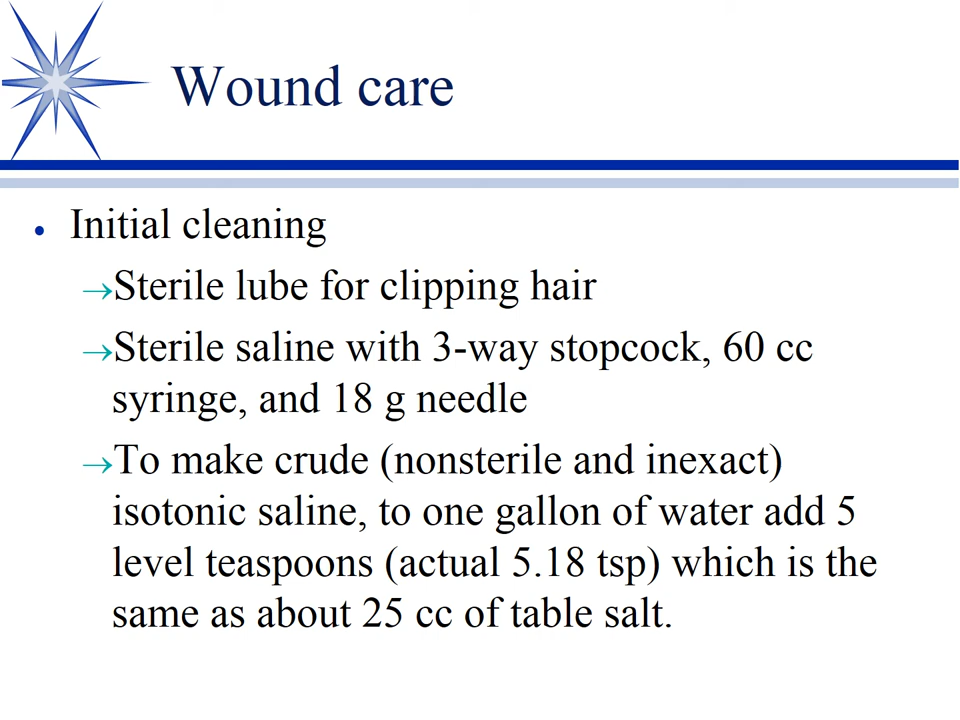 Wound care
• Initial cleaning
→Sterile lube for clipping hair
→Sterile saline with 3-way stopcock, 60 cc
syringe, and 18 g needle
→To make crude (nonsterile and inexact)
isotonic saline, to one gallon of water add 5
level teaspoons (actual 5.18 tsp) which is the
same as about 25 cc of table salt.